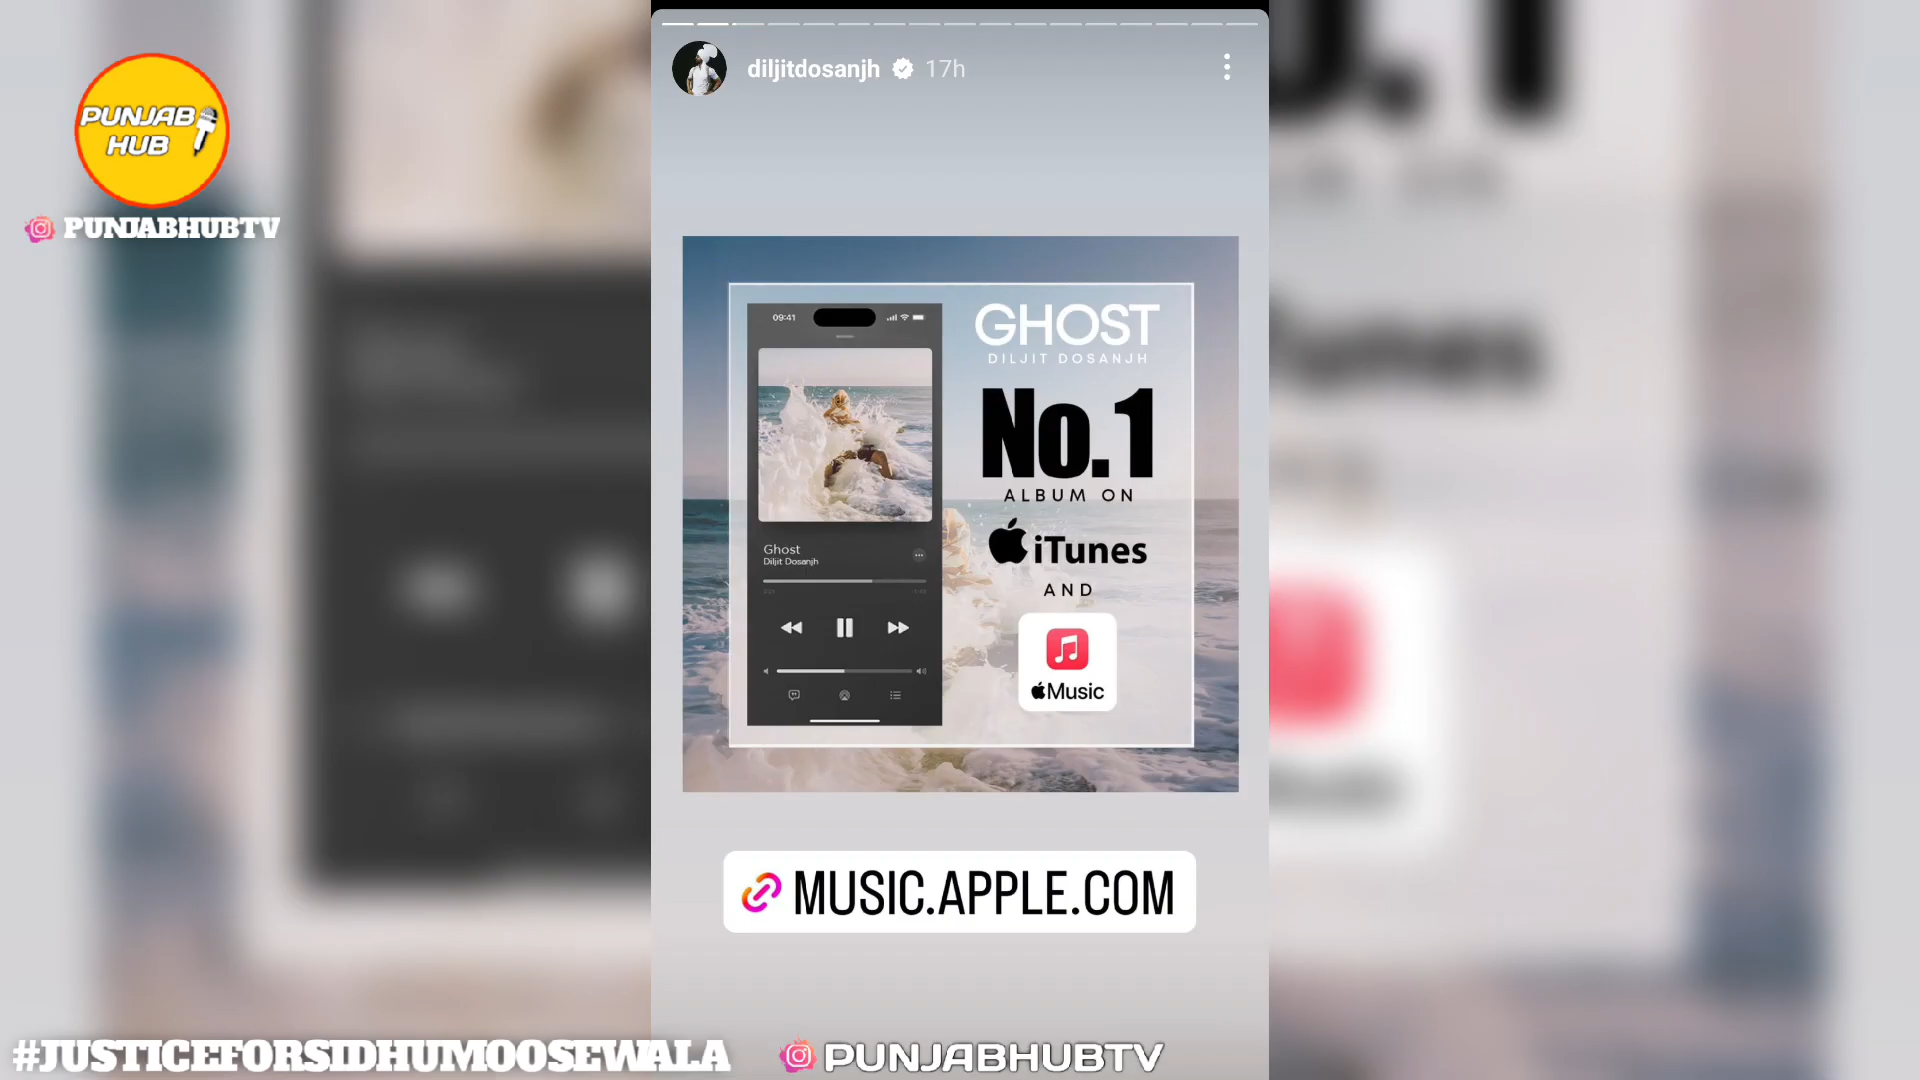 PUNJAB
HUB
PUNJABHUBTV
diljitdosanjh 17h
09:41
GHOST
DILJIT DOSANJH
No.1
ALBUM ON
iTunes
AND
Music
Ghost
Diljit Dosanjh
MUSIC.APPLE.COM
#JUSTICEFORSIDHUMOOSEWALA
PUNJABHUBTV